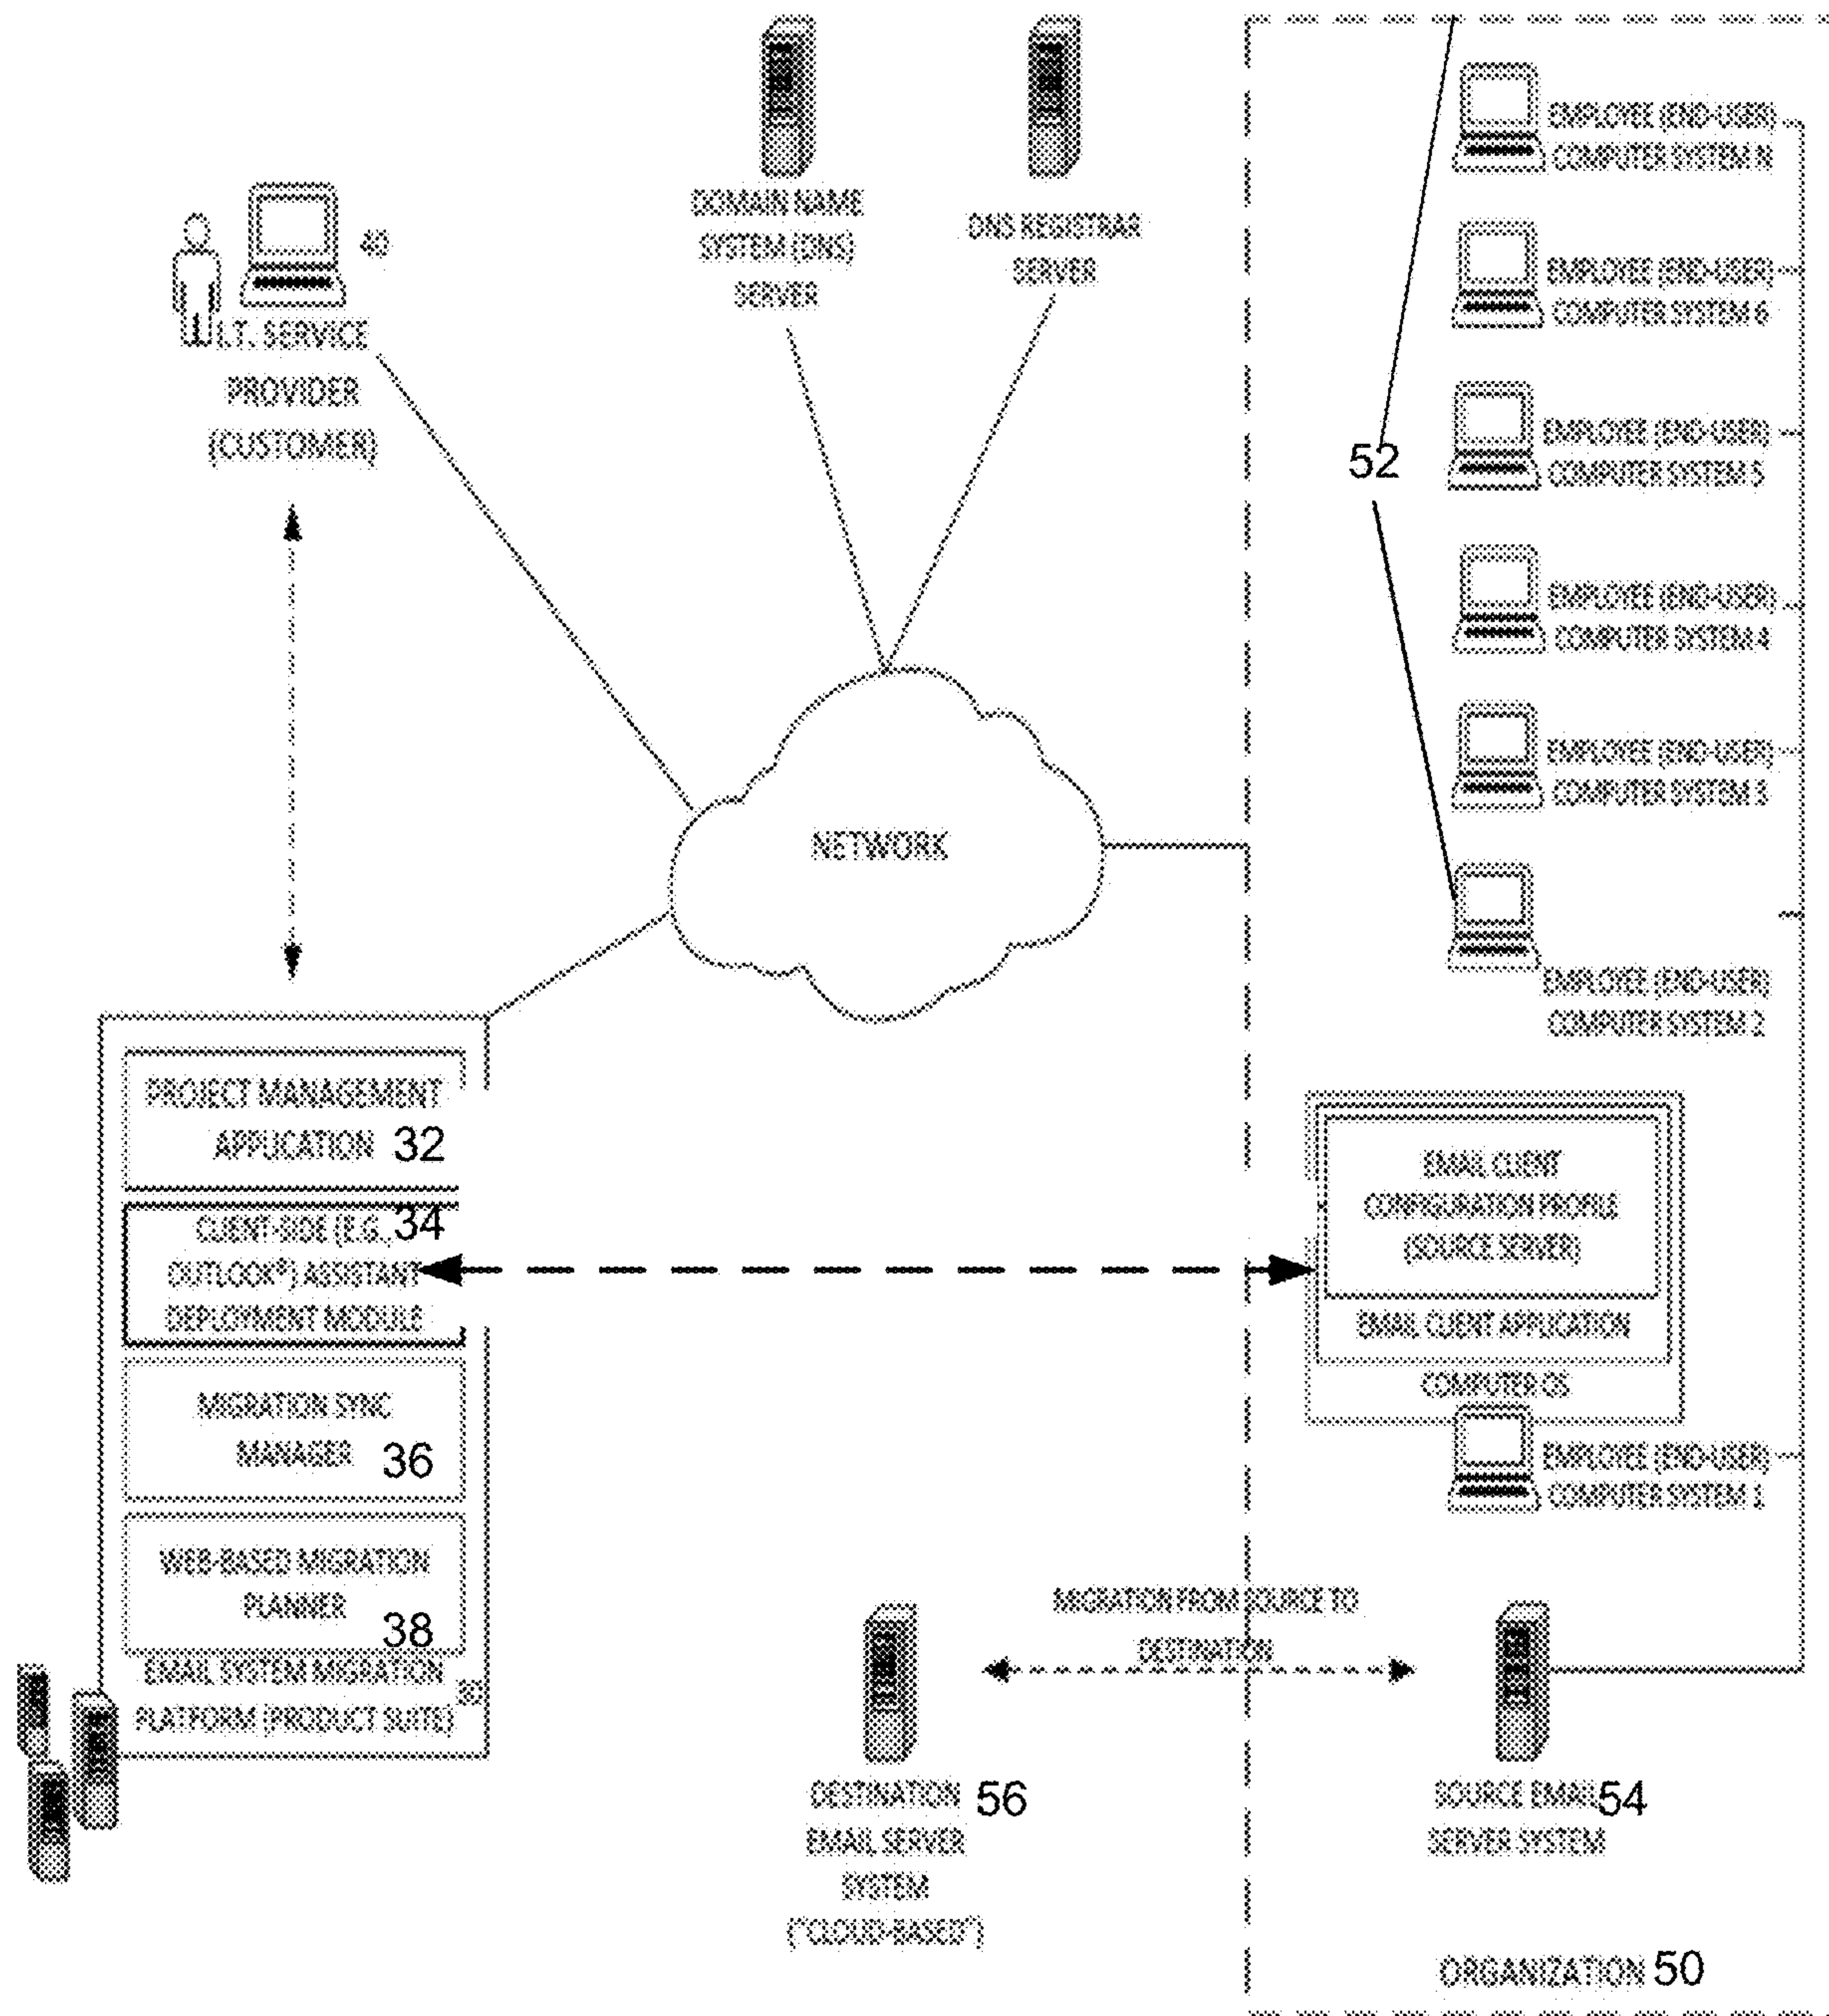 DOMAIN NAME
SYSTEM (DNS)
SERVER
DNS REGISTRAR
SERVER
40
I.T. SERVICE
PROVIDER
(CUSTOMER)
EMPLOYEE (END-USER)
COMPUTER SYSTEM N
EMPLOYEE (END-USER)
COMPUTER SYSTEM 6
52
EMPLOYEE (END-USER)
COMPUTER SYSTEM 5
EMPLOYEE (END-USER)
COMPUTER SYSTEM 4
EMPLOYEE (END-USER)
COMPUTER SYSTEM 3
NETWORK
EMPLOYEE (END-USER)
COMPUTER SYSTEM 2
PROJECT MANAGEMENT
APPLICATION 32
CLIENT-SIDE (E.G., 34
OUTLOOK®) ASSISTANT
DEPLOYMENT MODULE
MIGRATION SYNC
MANAGER 36
WEB-BASED MIGRATION
PLANNER
38
EMAIL SYSTEM MIGRATION
PLATFORM (PRODUCT SUITE)
EMAIL CLIENT
CONFIGURATION PROFILE
(SOURCE SERVER)
EMAIL CLIENT APPLICATION
COMPUTER OS
EMPLOYEE (END-USER)
COMPUTER SYSTEM 1
MIGRATION FROM SOURCE TO
DESTINATION
DESTINATION 56
EMAIL SERVER
SYSTEM
("CLOUD-BASED")
SOURCE EMAIL 54
SERVER SYSTEM
ORGANIZATION 50